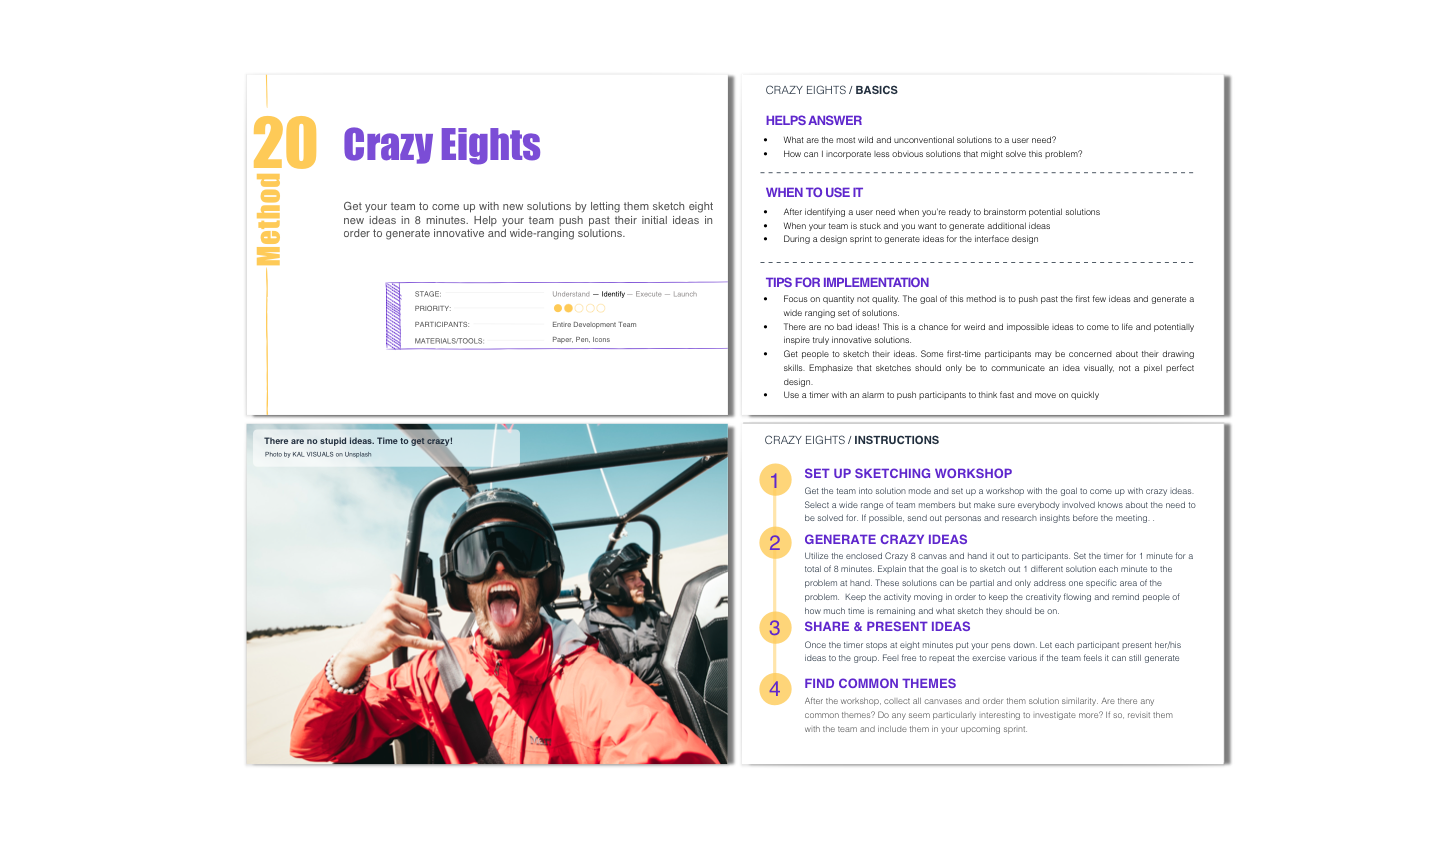 20
Method
Crazy Eights
Get your team to come up with new solutions by letting them sketch eight
new ideas in 8 minutes. Help your team push past their initial ideas in
order to generate innovative and wide-ranging solutions.
STAGE: Understand — Identify — Execute — Launch
PRIORITY:
PARTICIPANTS: Entire Development Team
MATERIALS/TOOLS: Paper, Pen, Icons
CRAZY EIGHTS / BASICS
HELPS ANSWER
• What are the most wild and unconventional solutions to a user need?
• How can I incorporate less obvious solutions that might solve this problem?
WHEN TO USE IT
• After identifying a user need when you're ready to brainstorm potential solutions
• When your team is stuck and you want to generate additional ideas
• During a design sprint to generate ideas for the interface design
TIPS FOR IMPLEMENTATION
• Focus on quantity not quality. The goal of this method is to push past the first few ideas and generate a
wide ranging set of solutions.
• There are no bad ideas! This is a chance for weird and impossible ideas to come to life and potentially
inspire truly innovative solutions.
• Get people to sketch their ideas. Some first-time participants may be concerned about their drawing
skills. Emphasize that sketches should only be to communicate an idea visually, not a pixel perfect
design.
• Use a timer with an alarm to push participants to think fast and move on quickly
There are no stupid ideas. Time to get crazy!
Photo by KAL VISUALS on Unsplash
CRAZY EIGHTS / INSTRUCTIONS
1 SET UP SKETCHING WORKSHOP
Get the team into solution mode and set up a workshop with the goal to come up with crazy ideas.
Select a wide range of team members but make sure everybody involved knows about the need to
be solved for. If possible, send out personas and research insights before the meeting. .
2 GENERATE CRAZY IDEAS
Utilize the enclosed Crazy 8 canvas and hand it out to participants. Set the timer for 1 minute for a
total of 8 minutes. Explain that the goal is to sketch out 1 different solution each minute to the
problem at hand. These solutions can be partial and only address one specific area of the
problem. Keep the activity moving in order to keep the creativity flowing and remind people of
how much time is remaining and what sketch they should be on.
3 SHARE & PRESENT IDEAS
Once the timer stops at eight minutes put your pens down. Let each participant present her/his
ideas to the group. Feel free to repeat the exercise various if the team feels it can still generate
4 FIND COMMON THEMES
After the workshop, collect all canvases and order them solution similarity. Are there any
common themes? Do any seem particularly interesting to investigate more? If so, revisit them
with the team and include them in your upcoming sprint.